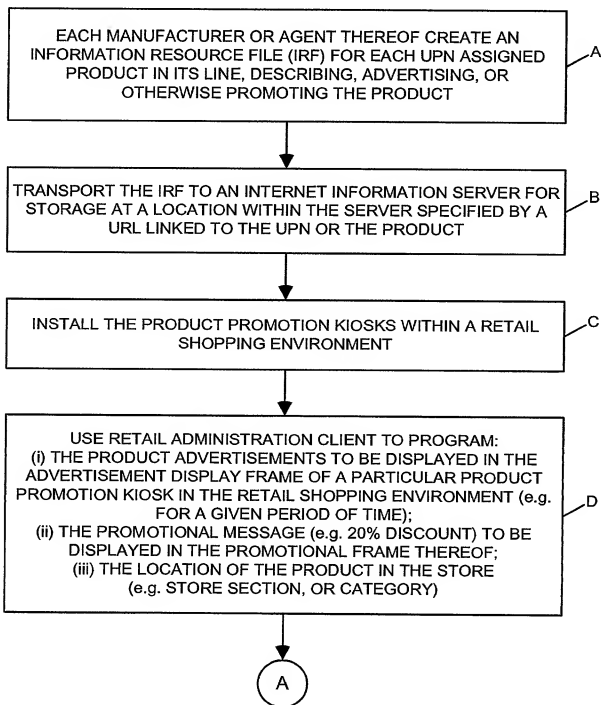 EACH MANUFACTURER OR AGENT THEREOF CREATE AN
INFORMATION RESOURCE FILE (IRF) FOR EACH UPN ASSIGNED
PRODUCT IN ITS LINE, DESCRIBING, ADVERTISING, OR
OTHERWISE PROMOTING THE PRODUCT
A
TRANSPORT THE IRF TO AN INTERNET INFORMATION SERVER FOR
STORAGE AT A LOCATION WITHIN THE SERVER SPECIFIED BY A
URL LINKED TO THE UPN OR THE PRODUCT
B
INSTALL THE PRODUCT PROMOTION KIOSKS WITHIN A RETAIL
SHOPPING ENVIRONMENT
C
USE RETAIL ADMINISTRATION CLIENT TO PROGRAM:
(i) THE PRODUCT ADVERTISEMENTS TO BE DISPLAYED IN THE
ADVERTISEMENT DISPLAY FRAME OF A PARTICULAR PRODUCT
PROMOTION KIOSK IN THE RETAIL SHOPPING ENVIRONMENT (e.g.
FOR A GIVEN PERIOD OF TIME);
(ii) THE PROMOTIONAL MESSAGE (e.g. 20% DISCOUNT) TO BE
DISPLAYED IN THE PROMOTIONAL FRAME THEREOF;
(iii) THE LOCATION OF THE PRODUCT IN THE STORE
(e.g. STORE SECTION, OR CATEGORY)
D
A